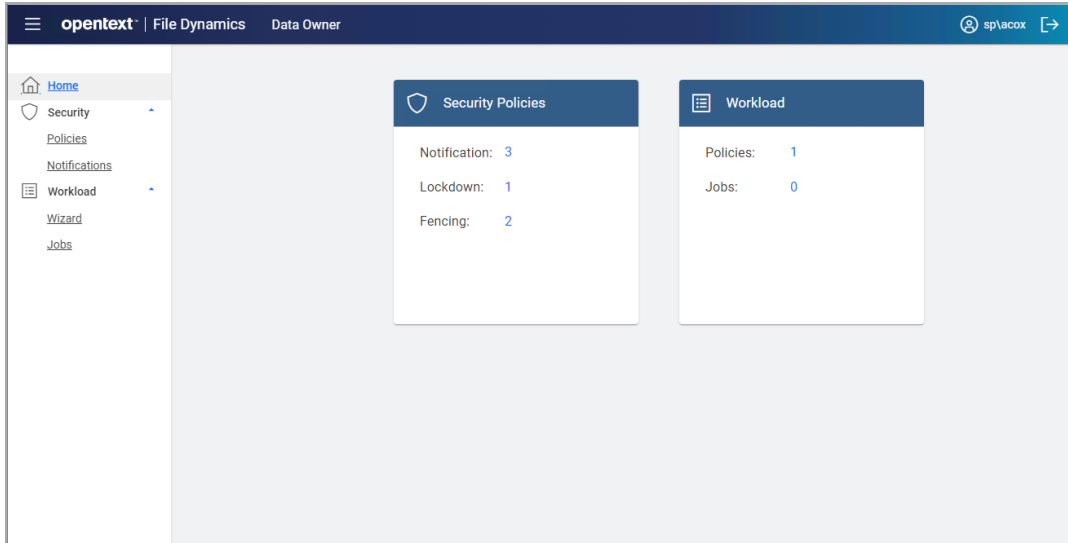 opentext™ | File Dynamics Data Owner sp\acox
Home
Security
Policies
Notifications
Workload
Wizard
Jobs
Security Policies
Notification: 3
Lockdown: 1
Fencing: 2
Workload
Policies: 1
Jobs: 0